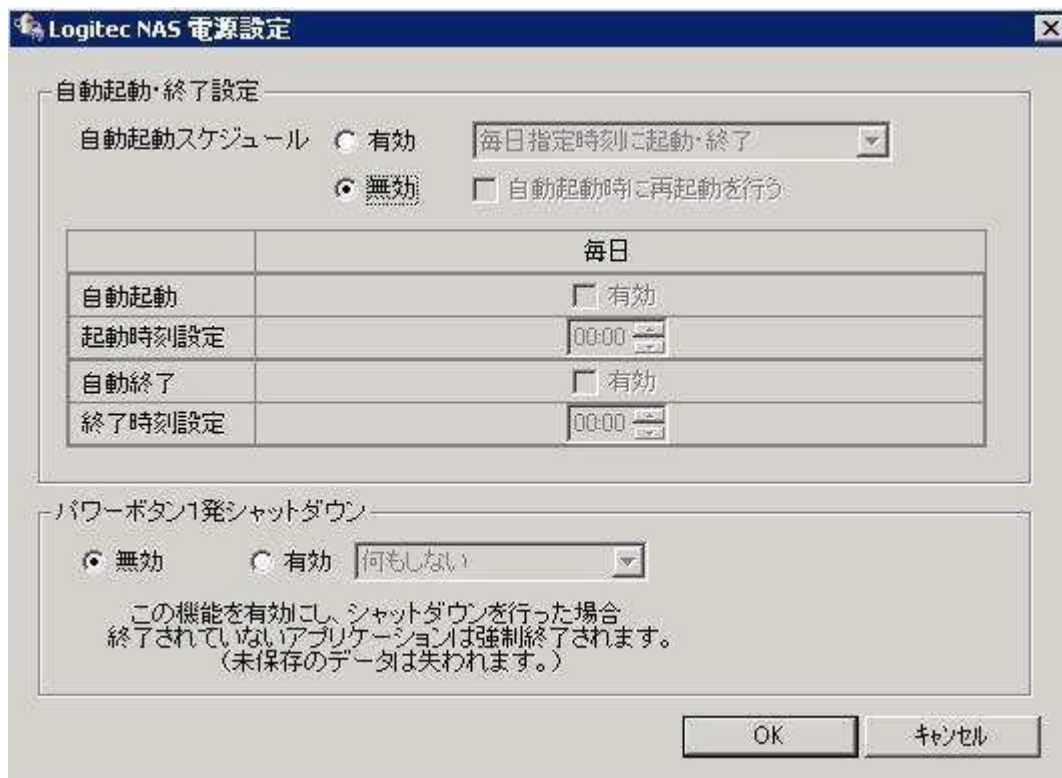 Logitec NAS 電源設定
自動起動・終了設定
自動起動スケジュール 有効 毎日指定時刻に起動・終了
無効 自動起動時に再起動を行う
毎日
自動起動 有効
起動時刻設定 00:00
自動終了 有効
終了時刻設定 00:00
パワーボタン1発シャットダウン
無効 有効 何もしない
この機能を有効にし、シャットダウンを行った場合
終了されていないアプリケーションは強制終了されます。
(未保存のデータは失われます。)
OK キャンセル